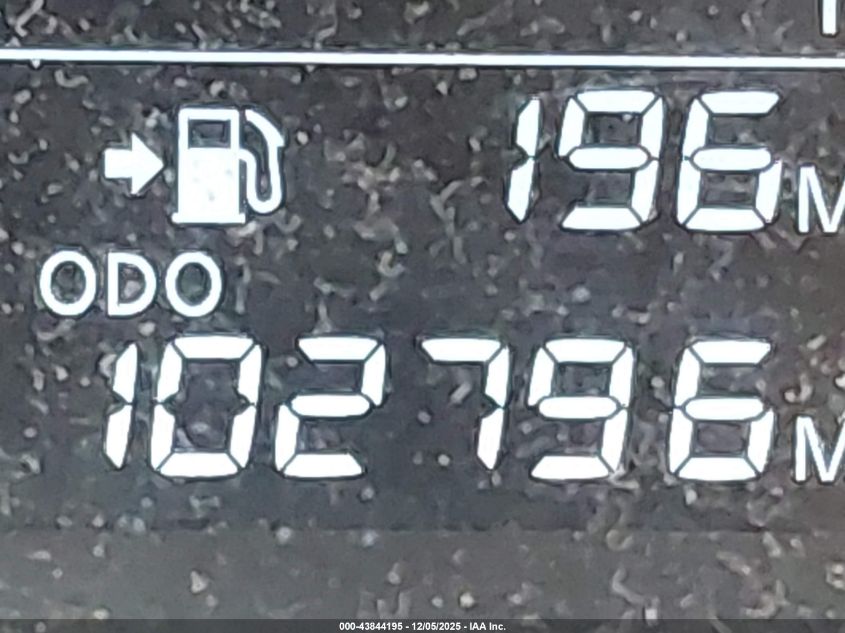 196 M
ODO
102796 M
000-43844195 - 12/05/2025 - IAA Inc.